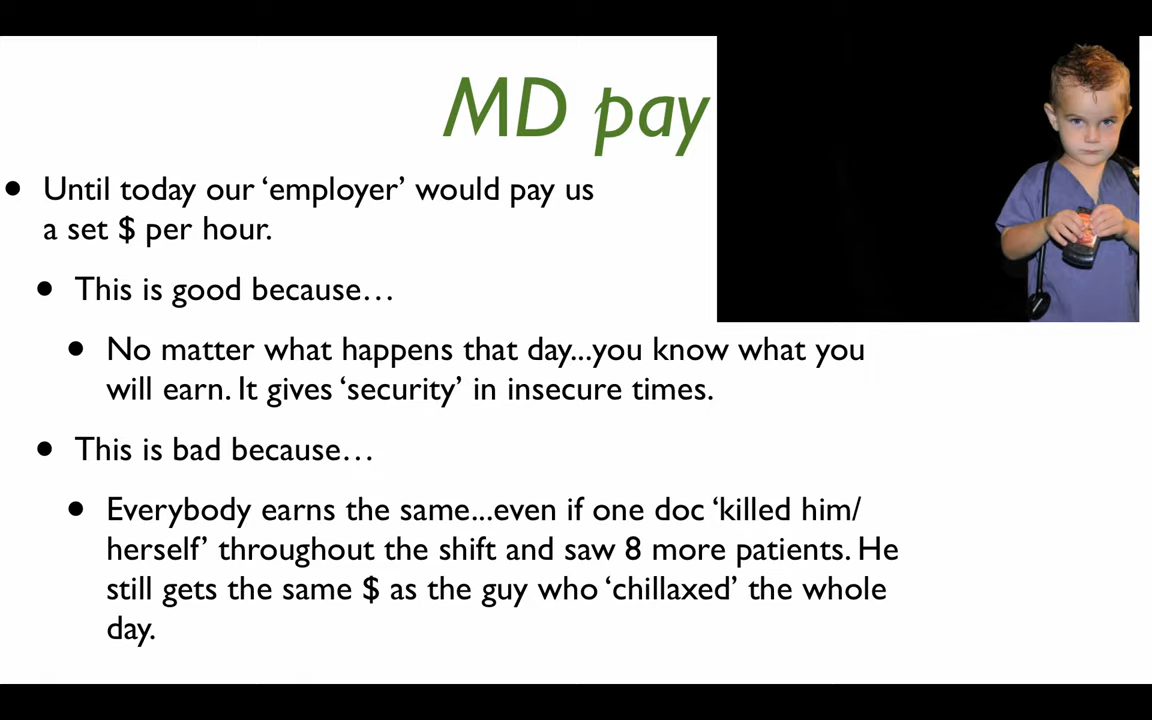 MD pay
• Until today our ‘employer’ would pay us
a set $ per hour.
• This is good because…
• No matter what happens that day...you know what you
will earn. It gives ‘security’ in insecure times.
• This is bad because…
• Everybody earns the same...even if one doc ‘killed him/
herself’ throughout the shift and saw 8 more patients. He
still gets the same $ as the guy who ‘chillaxed’ the whole
day.